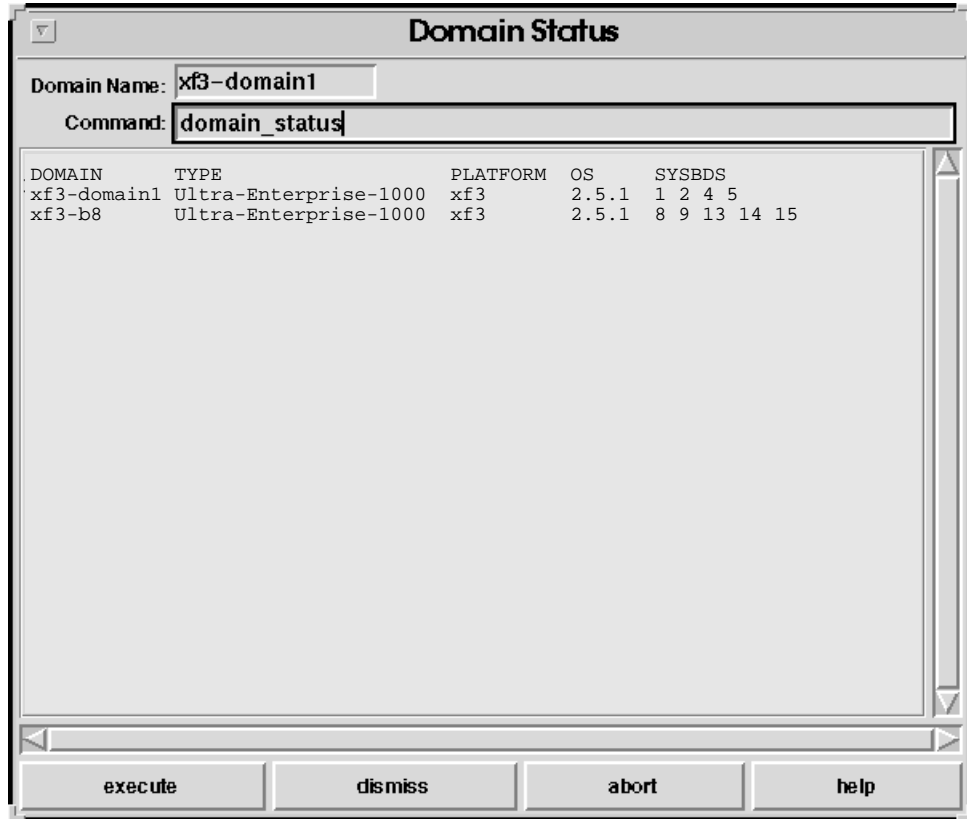 Domain Status
Domain Name: xf3-domain1
Command: domain_status
DOMAIN TYPE PLATFORM OS SYSBDS
xf3-domain1 Ultra-Enterprise-1000 xf3 2.5.1 1 2 4 5
xf3-b8 Ultra-Enterprise-1000 xf3 2.5.1 8 9 13 14 15
execute dismiss abort help